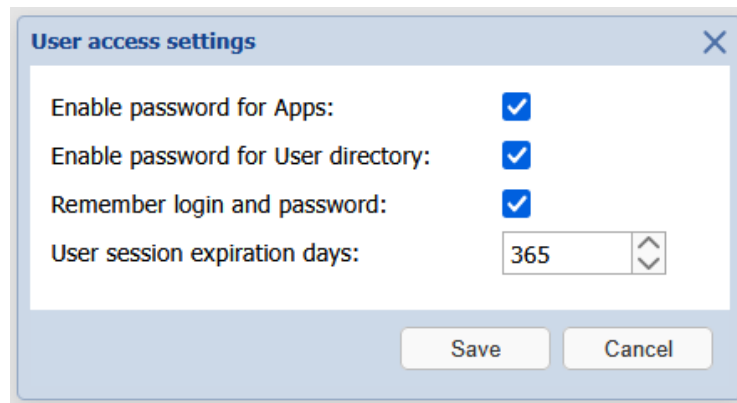 User access settings
Enable password for Apps:
Enable password for User directory:
Remember login and password:
User session expiration days: 365
Save Cancel